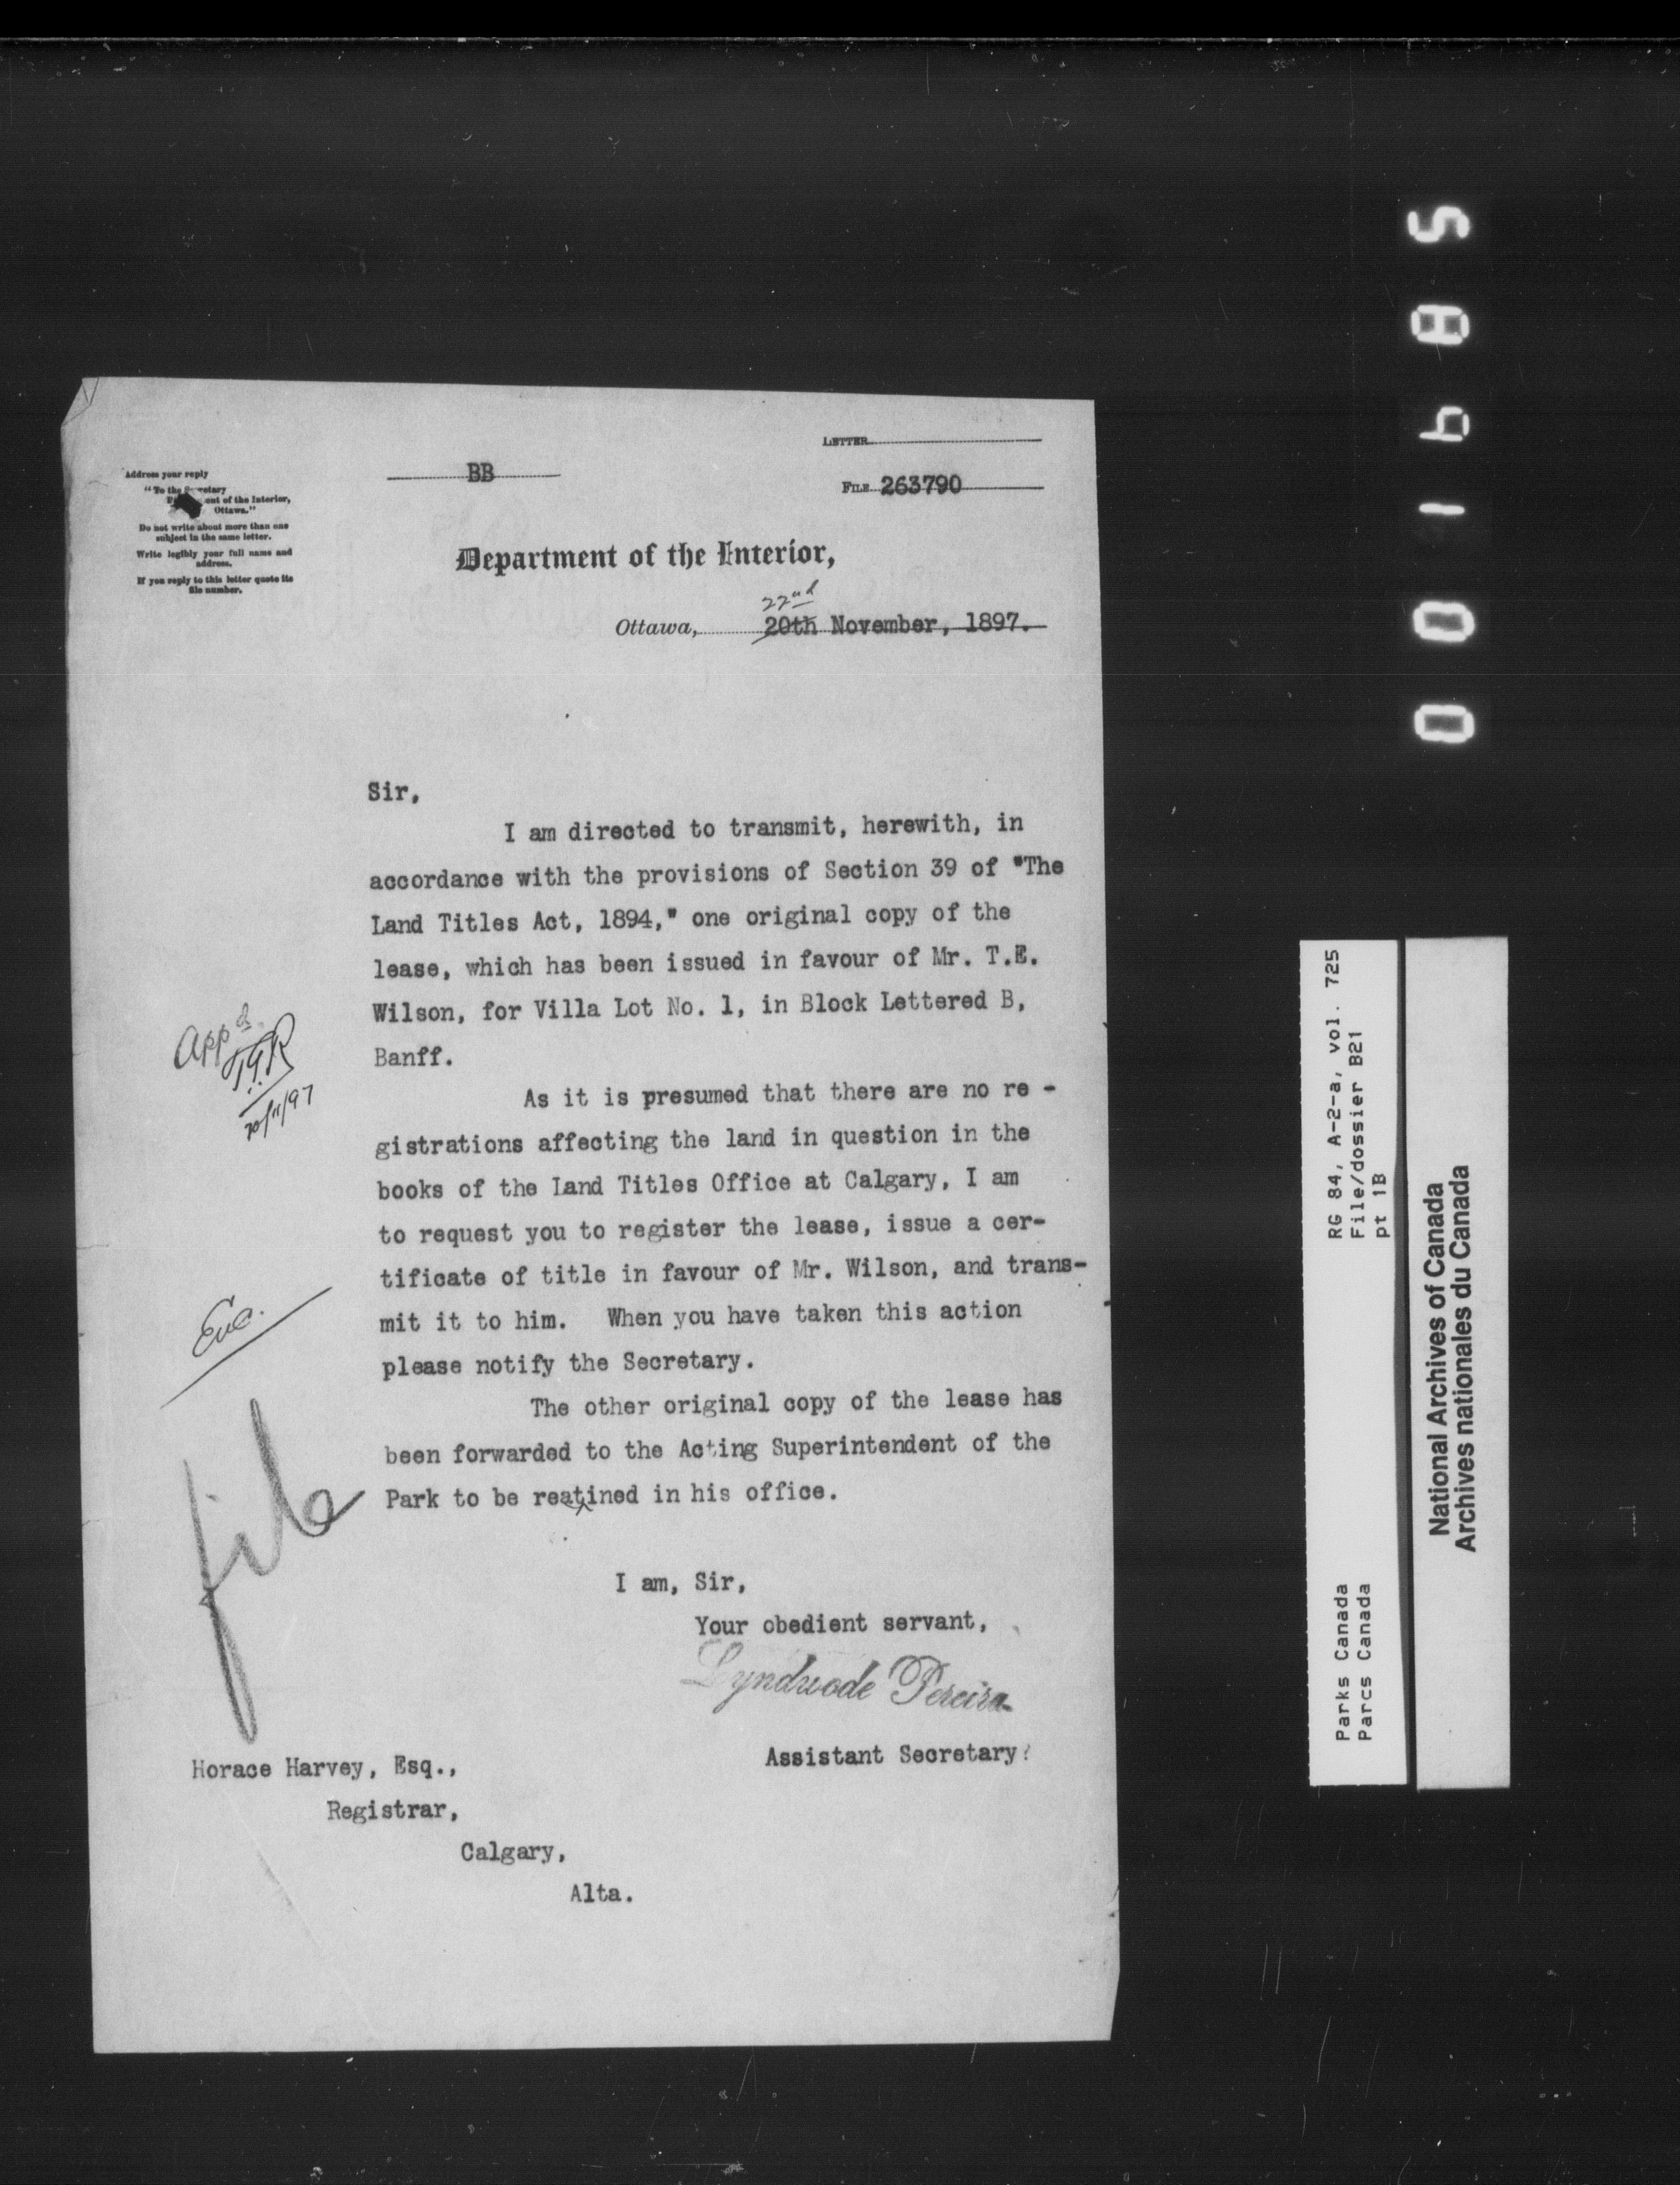 LETTER
BB
FILE 263790
Address your reply
"To the Secretary
Department of the Interior,
Ottawa."
Do not write about more than one
subject in the same letter.
Write legibly your full name and
address.
If you reply to this letter quote its
file number.
Department of the Interior,
22nd
Ottawa, 20th November, 1897.
Sir,
I am directed to transmit, herewith, in
accordance with the provisions of Section 39 of "The
Land Titles Act, 1894," one original copy of the
lease, which has been issued in favour of Mr. T.E.
Wilson, for Villa Lot No. 1, in Block Lettered B,
Banff.
App'd
20/11/97
As it is presumed that there are no re -
gistrations affecting the land in question in the
books of the Land Titles Office at Calgary, I am
to request you to register the lease, issue a cer-
tificate of title in favour of Mr. Wilson, and trans-
mit it to him. When you have taken this action
please notify the Secretary.
Enc.
The other original copy of the lease has
been forwarded to the Acting Superintendent of the
Park to be reatined in his office.
file
I am, Sir,
Your obedient servant,
Lyndwode Pereira
Assistant Secretary.
Horace Harvey, Esq.,
Registrar,
Calgary,
Alta.
001685
RG 84, A-2-a, vol. 725
File/dossier B21
pt 1B
Parks Canada
Parcs Canada
National Archives of Canada
Archives nationales du Canada